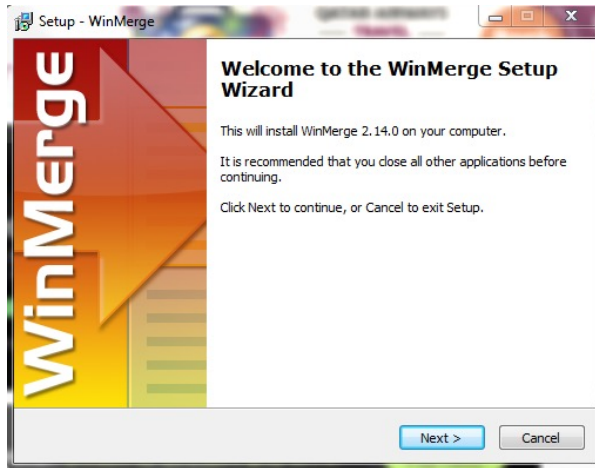 Setup - WinMerge
WinMerge
Welcome to the WinMerge Setup
Wizard
This will install WinMerge 2.14.0 on your computer.
It is recommended that you close all other applications before
continuing.
Click Next to continue, or Cancel to exit Setup.
Next >
Cancel